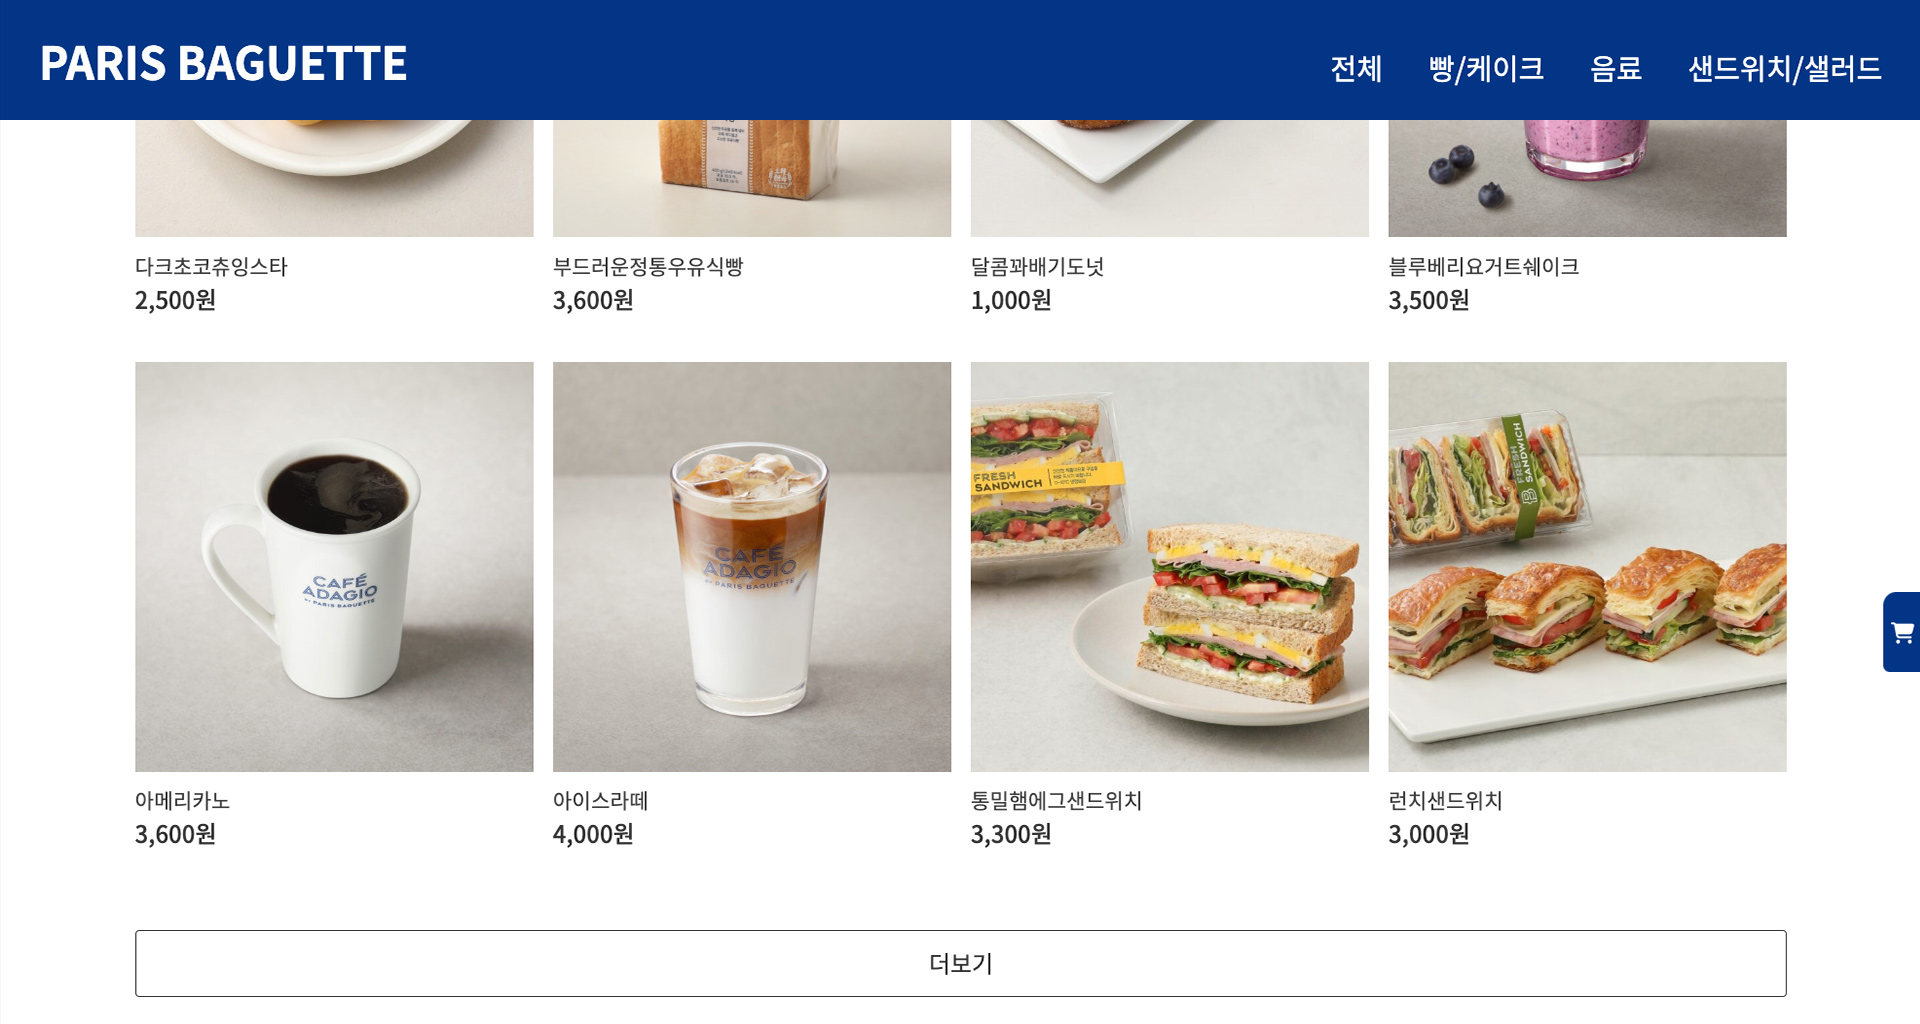 PARIS BAGUETTE
전체
빵/케이크
음료
샌드위치/샐러드
다크초코츄잉스타
2,500원
부드러운정통우유식빵
3,600원
달콤꽈배기도넛
1,000원
블루베리요거트쉐이크
3,500원
CAFÉ
ADAGIO
BY PARIS BAGUETTE
CAFÉ
ADAGIO
BY PARIS BAGUETTE
FRESH
SANDWICH
FRESH
SANDWICH
아메리카노
3,600원
아이스라떼
4,000원
통밀햄에그샌드위치
3,300원
런치샌드위치
3,000원
더보기